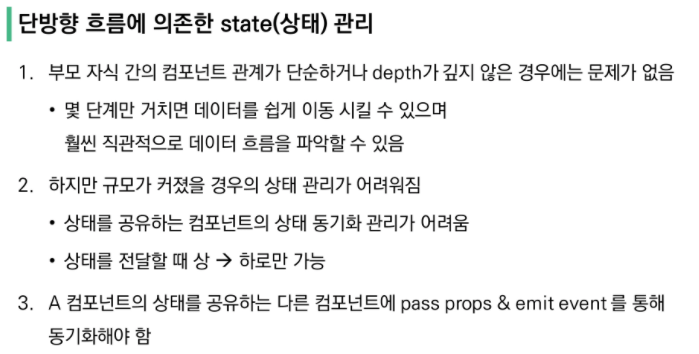 단방향 흐름에 의존한 state(상태) 관리
1. 부모 자식 간의 컴포넌트 관계가 단순하거나 depth가 깊지 않은 경우에는 문제가 없음
• 몇 단계만 거치면 데이터를 쉽게 이동 시킬 수 있으며
훨씬 직관적으로 데이터 흐름을 파악할 수 있음
2. 하지만 규모가 커졌을 경우의 상태 관리가 어려워짐
• 상태를 공유하는 컴포넌트의 상태 동기화 관리가 어려움
• 상태를 전달할 때 상 → 하로만 가능
3. A 컴포넌트의 상태를 공유하는 다른 컴포넌트에 pass props & emit event를 통해
동기화해야 함